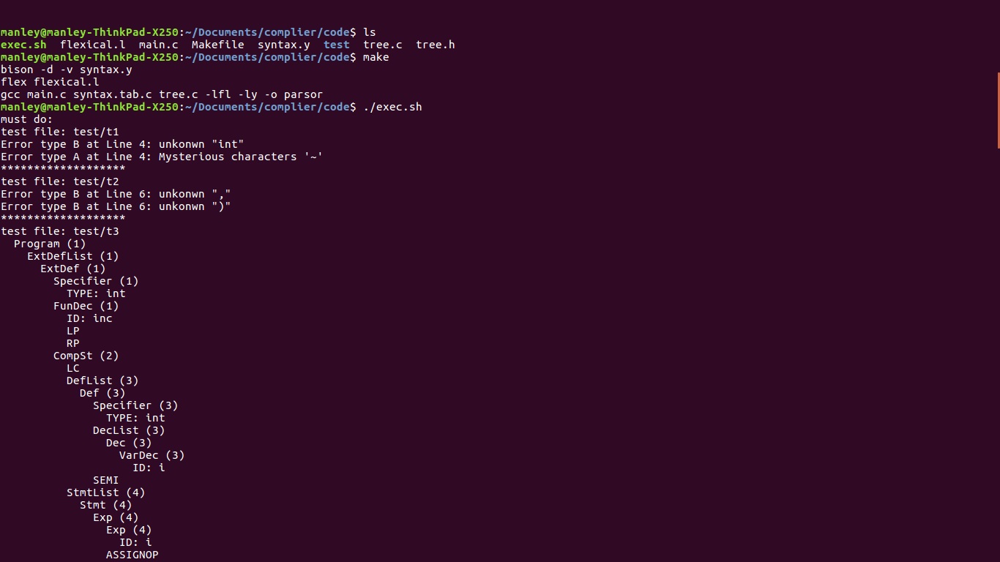 manley@manley-ThinkPad-X250:~/Documents/complier/code$ ls
exec.sh  flexical.l  main.c  Makefile  syntax.y  test  tree.c  tree.h
manley@manley-ThinkPad-X250:~/Documents/complier/code$ make
bison -d -v syntax.y
flex flexical.l
gcc main.c syntax.tab.c tree.c -lfl -ly -o parsor
manley@manley-ThinkPad-X250:~/Documents/complier/code$ ./exec.sh
must do:
test file: test/t1
Error type B at Line 4: unkonwn "int"
Error type A at Line 4: Mysterious characters '~'
*******************
test file: test/t2
Error type B at Line 6: unkonwn ","
Error type B at Line 6: unkonwn ")"
*******************
test file: test/t3
  Program (1)
    ExtDefList (1)
      ExtDef (1)
        Specifier (1)
          TYPE: int
        FunDec (1)
          ID: inc
          LP
          RP
        CompSt (2)
          LC
          DefList (3)
            Def (3)
              Specifier (3)
                TYPE: int
              DecList (3)
                Dec (3)
                  VarDec (3)
                    ID: i
              SEMI
          StmtList (4)
            Stmt (4)
              Exp (4)
                Exp (4)
                  ID: i
                ASSIGNOP